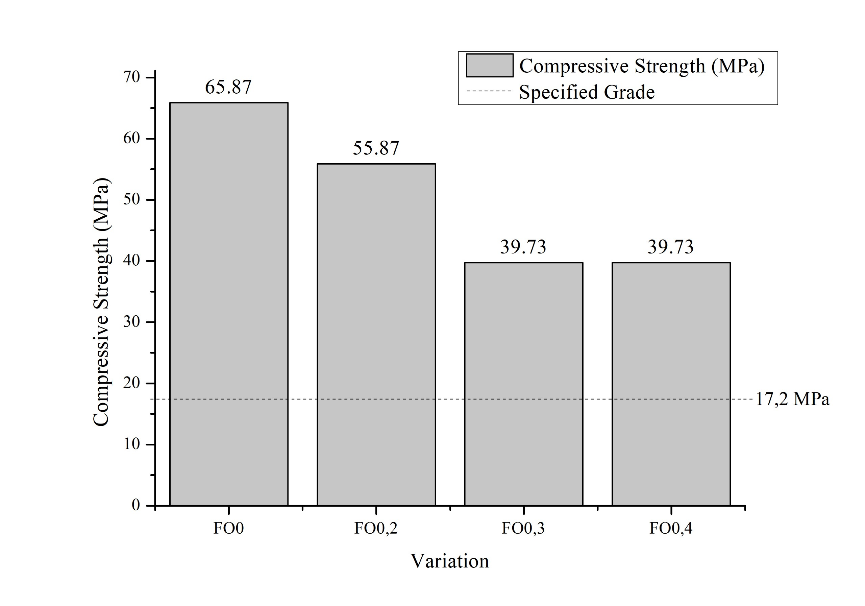 Compressive Strength (MPa)
Specified Grade
65.87
55.87
39.73
39.73
70
60
50
40
30
20
10
0
Compressive Strength (MPa)
17,2 MPa
FO0
FO0,2
FO0,3
FO0,4
Variation